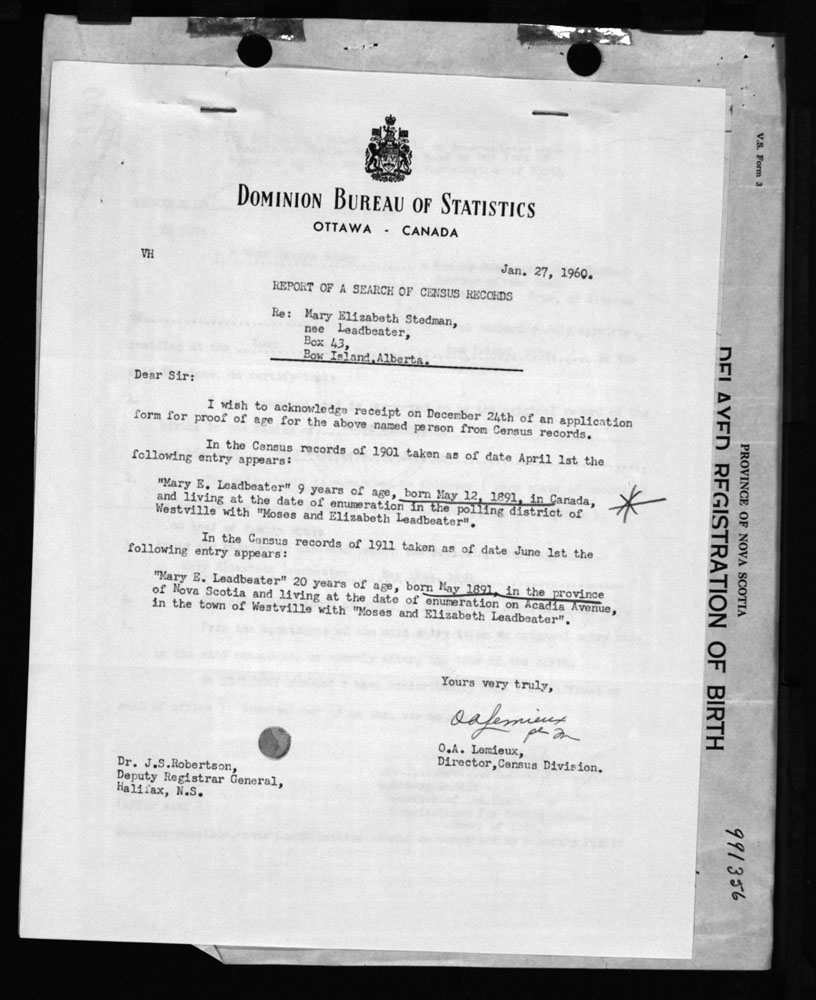 DOMINION BUREAU OF STATISTICS
OTTAWA - CANADA
VH
Jan. 27, 1960.
REPORT OF A SEARCH OF CENSUS RECORDS
Re: Mary Elizabeth Stedman,
nee Leadbeater,
Box 43,
Bow Island, Alberta.
Dear Sir:
I wish to acknowledge receipt on December 24th of an application
form for proof of age for the above named person from Census records.
In the Census records of 1901 taken as of date April 1st the
following entry appears:
"Mary E. Leadbeater" 9 years of age, born May 12, 1891, in Canada,
and living at the date of enumeration in the polling district of
Westville with "Moses and Elizabeth Leadbeater".
In the Census records of 1911 taken as of date June 1st the
following entry appears:
"Mary E. Leadbeater" 20 years of age, born May 1891, in the province
of Nova Scotia and living at the date of enumeration on Acadia Avenue,
in the town of Westville with "Moses and Elizabeth Leadbeater".
Yours very truly,
OALemieux
O.A. Lemieux,
Director, Census Division.
Dr. J.S.Robertson,
Deputy Registrar General,
Halifax, N.S.
V.S. Form 3
PROVINCE OF NOVA SCOTIA
DELAYED REGISTRATION OF BIRTH
991356